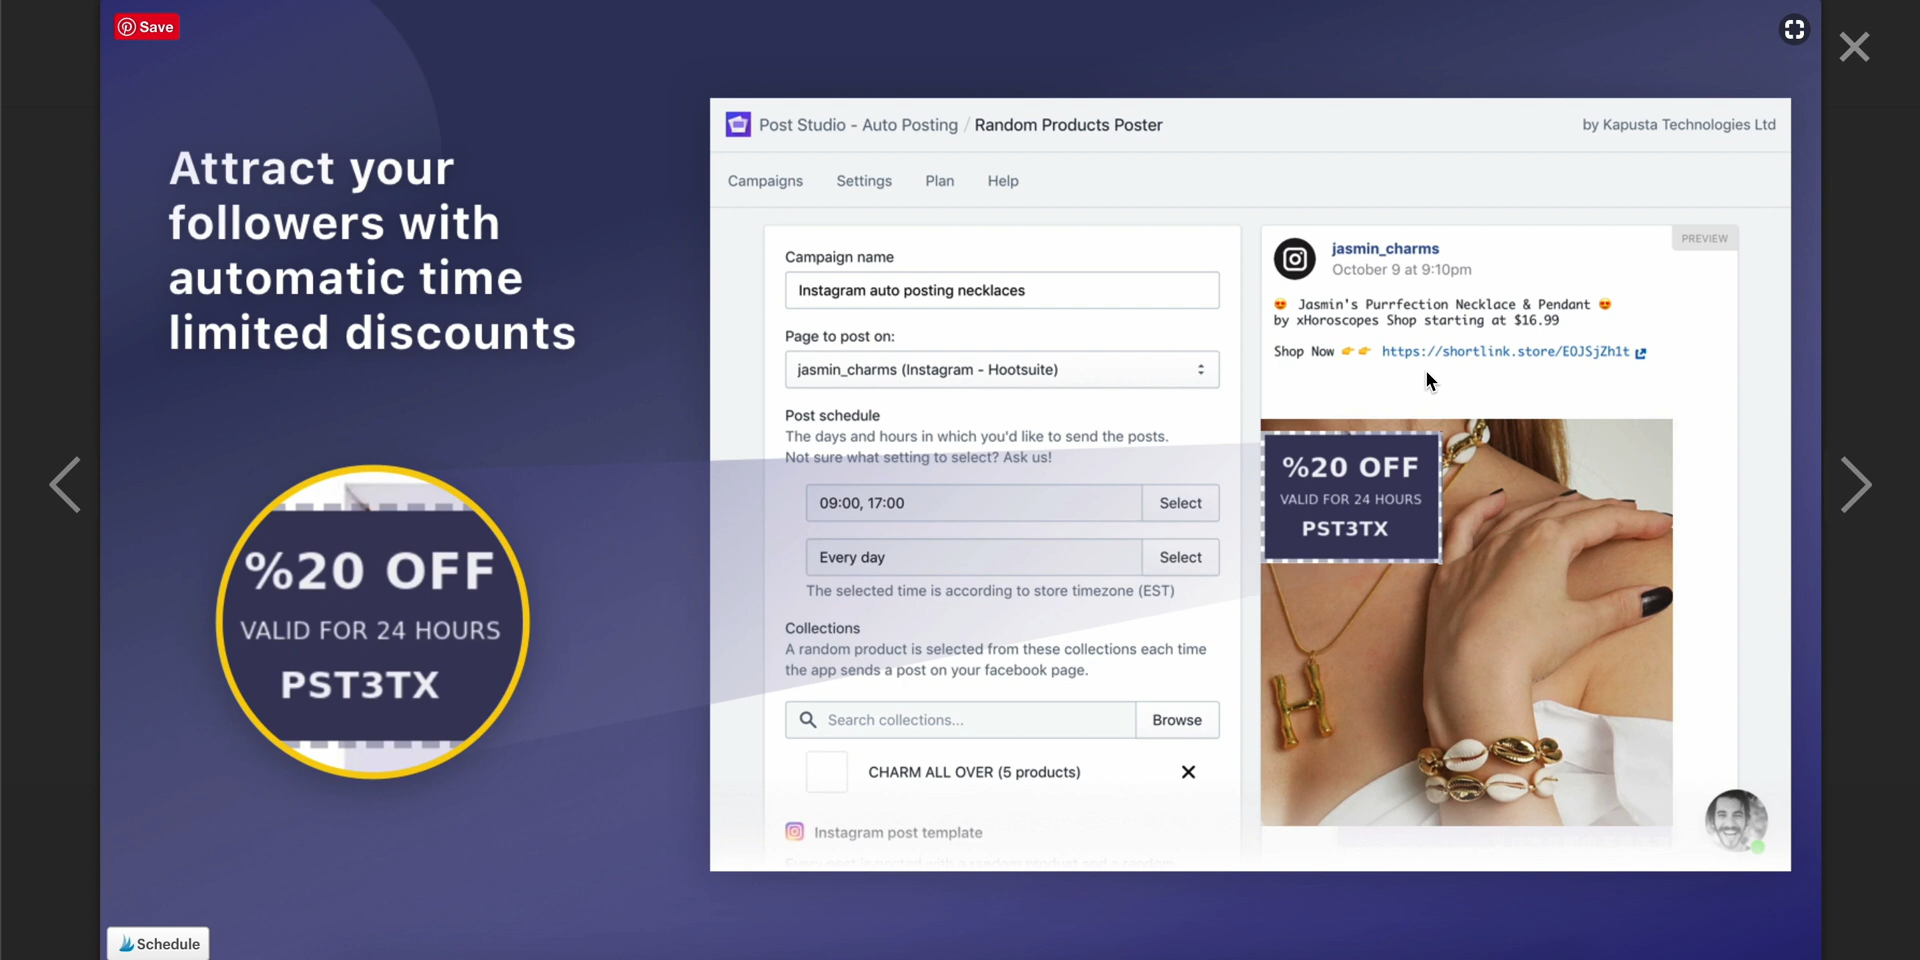 Save
Attract your
followers with
automatic time
limited discounts
%20 OFF
VALID FOR 24 HOURS
PST3TX
Schedule
Post Studio - Auto Posting / Random Products Poster
by Kapusta Technologies Ltd
Campaigns Settings Plan Help
Campaign name
Instagram auto posting necklaces
Page to post on:
jasmin_charms (Instagram - Hootsuite)
Post schedule
The days and hours in which you'd like to send the posts.
Not sure what setting to select? Ask us!
09:00, 17:00 Select
Every day Select
The selected time is according to store timezone (EST)
Collections
A random product is selected from these collections each time
the app sends a post on your facebook page.
Search collections... Browse
CHARM ALL OVER (5 products)
Instagram post template
PREVIEW
jasmin_charms
October 9 at 9:10pm
😍 Jasmin's Purrfection Necklace & Pendant 😍
by xHoroscopes Shop starting at $16.99
Shop Now 👉👉 https://shortlink.store/EOJSjZh1t
%20 OFF
VALID FOR 24 HOURS
PST3TX
H